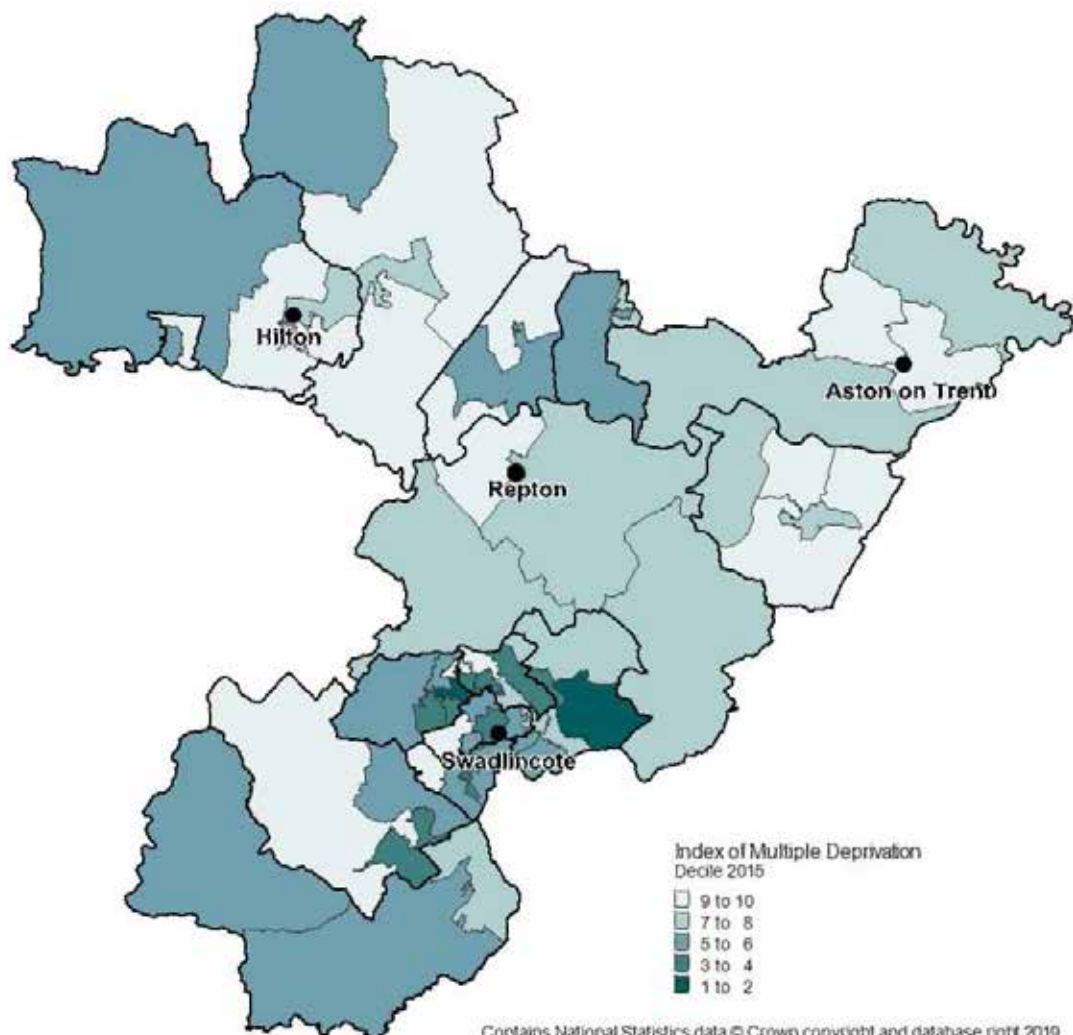 Hilton
Aston on Trent
Repton
Swadlincote
Index of Multiple Deprivation
Decile 2015
9 to 10
7 to 8
5 to 6
3 to 4
1 to 2
Contains National Statistics data © Crown copyright and database right 2019